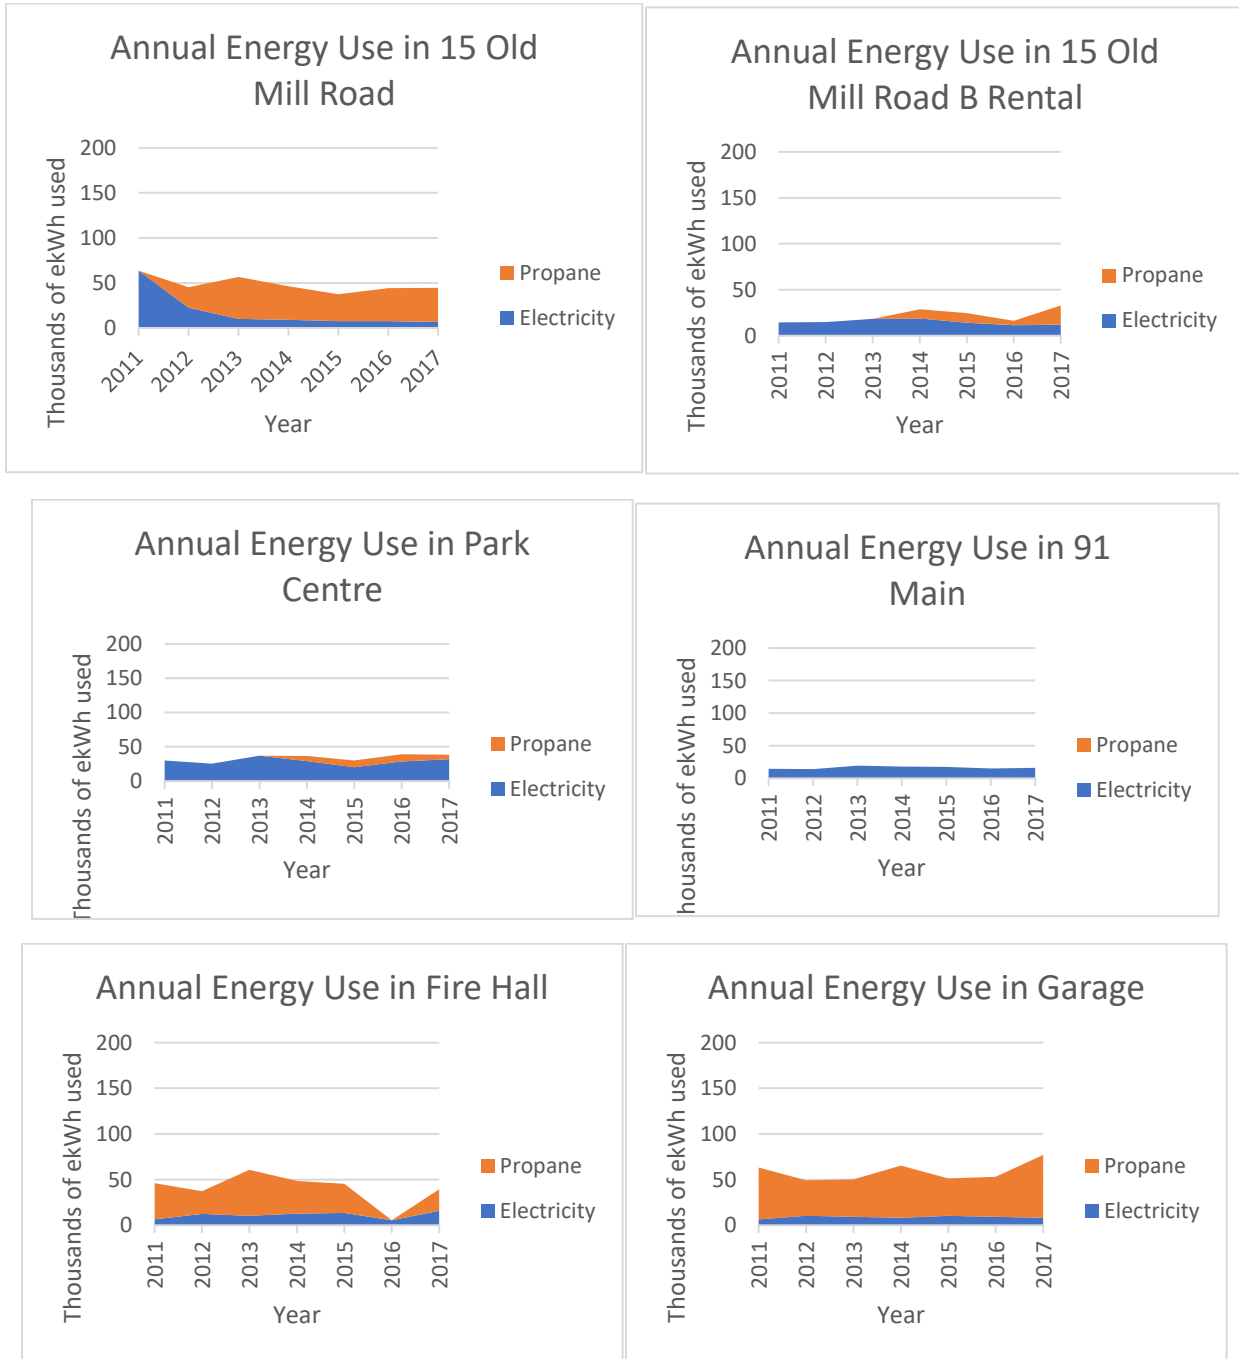 Annual Energy Use in 15 Old
Mill Road
Thousands of ekWh used
200
150
100
50
0
2011
2012
2013
2014
2015
2016
2017
Year
Propane
Electricity
Annual Energy Use in 15 Old
Mill Road B Rental
Thousands of ekWh used
200
150
100
50
0
2011
2012
2013
2014
2015
2016
2017
Year
Propane
Electricity
Annual Energy Use in Park
Centre
Thousands of ekWh used
200
150
100
50
0
2011
2012
2013
2014
2015
2016
2017
Year
Propane
Electricity
Annual Energy Use in 91
Main
housands of ekWh used
200
150
100
50
0
2011
2012
2013
2014
2015
2016
2017
Year
Propane
Electricity
Annual Energy Use in Fire Hall
Thousands of ekWh used
200
150
100
50
0
2011
2012
2013
2014
2015
2016
2017
Year
Propane
Electricity
Annual Energy Use in Garage
Thousands of ekWh used
200
150
100
50
0
2011
2012
2013
2014
2015
2016
2017
Year
Propane
Electricity